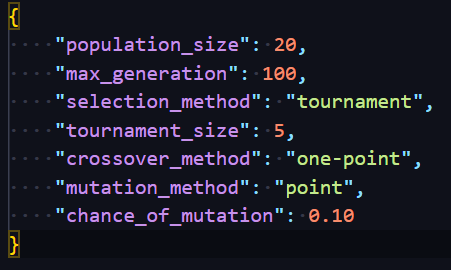 {
    "population_size": 20,
    "max_generation": 100,
    "selection_method": "tournament",
    "tournament_size": 5,
    "crossover_method": "one-point",
    "mutation_method": "point",
    "chance_of_mutation": 0.10
}